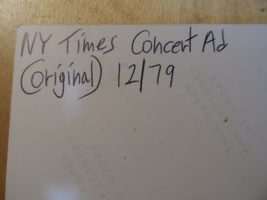 NY Times Concert Ad
(original) 12/79